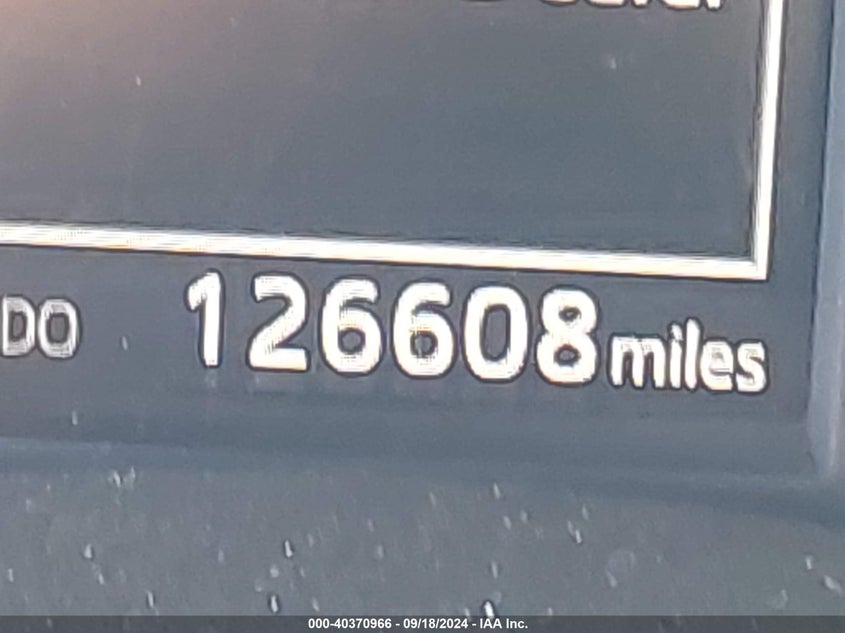 DO 126608 miles
000-40370966 - 09/18/2024 - IAA Inc.